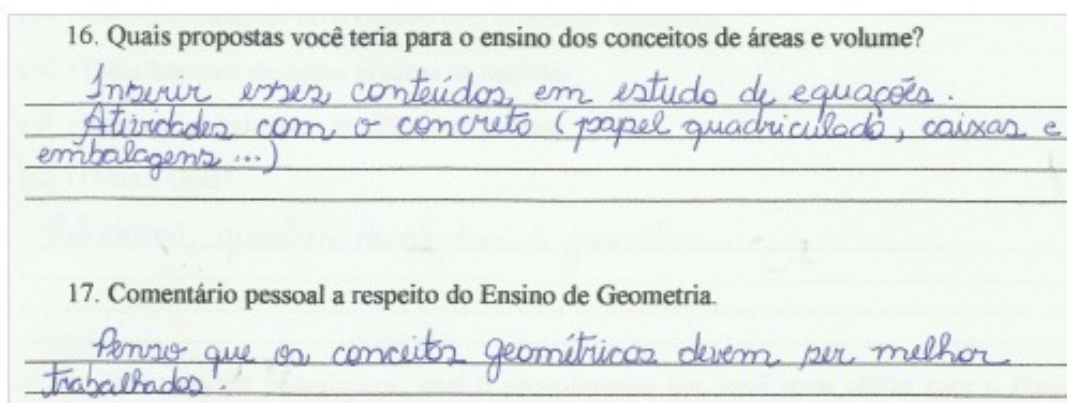 16. Quais propostas você teria para o ensino dos conceitos de áreas e volume?
Inserir esses conteúdos, em estudo de equações.
Atividades com o concreto (papel quadriculado, caixas e
embalagens ...)
17. Comentário pessoal a respeito do Ensino de Geometria.
Penso que os conceitos geométricos devem ser melhor
trabalhados.